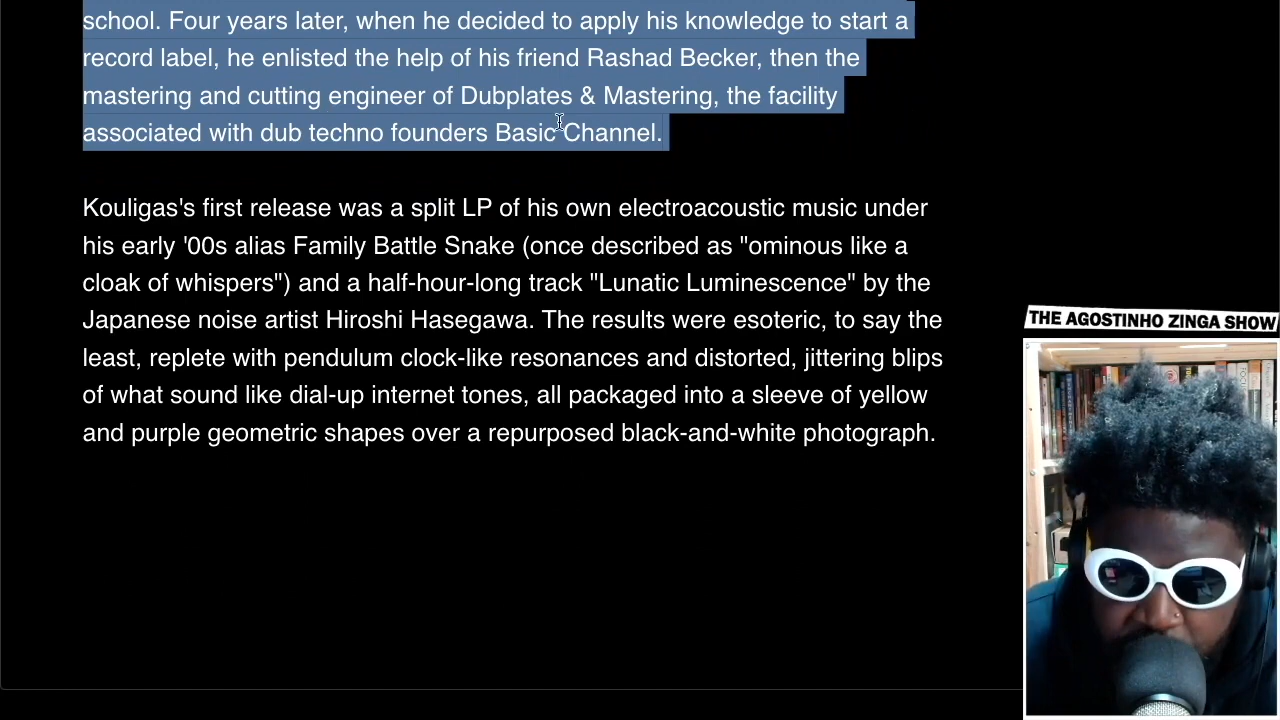 school. Four years later, when he decided to apply his knowledge to start a
record label, he enlisted the help of his friend Rashad Becker, then the
mastering and cutting engineer of Dubplates & Mastering, the facility
associated with dub techno founders Basic Channel.
Kouligas's first release was a split LP of his own electroacoustic music under
his early '00s alias Family Battle Snake (once described as "ominous like a
cloak of whispers") and a half-hour-long track "Lunatic Luminescence" by the
Japanese noise artist Hiroshi Hasegawa. The results were esoteric, to say the
least, replete with pendulum clock-like resonances and distorted, jittering blips
of what sound like dial-up internet tones, all packaged into a sleeve of yellow
and purple geometric shapes over a repurposed black-and-white photograph.
THE AGOSTINHO ZINGA SHOW